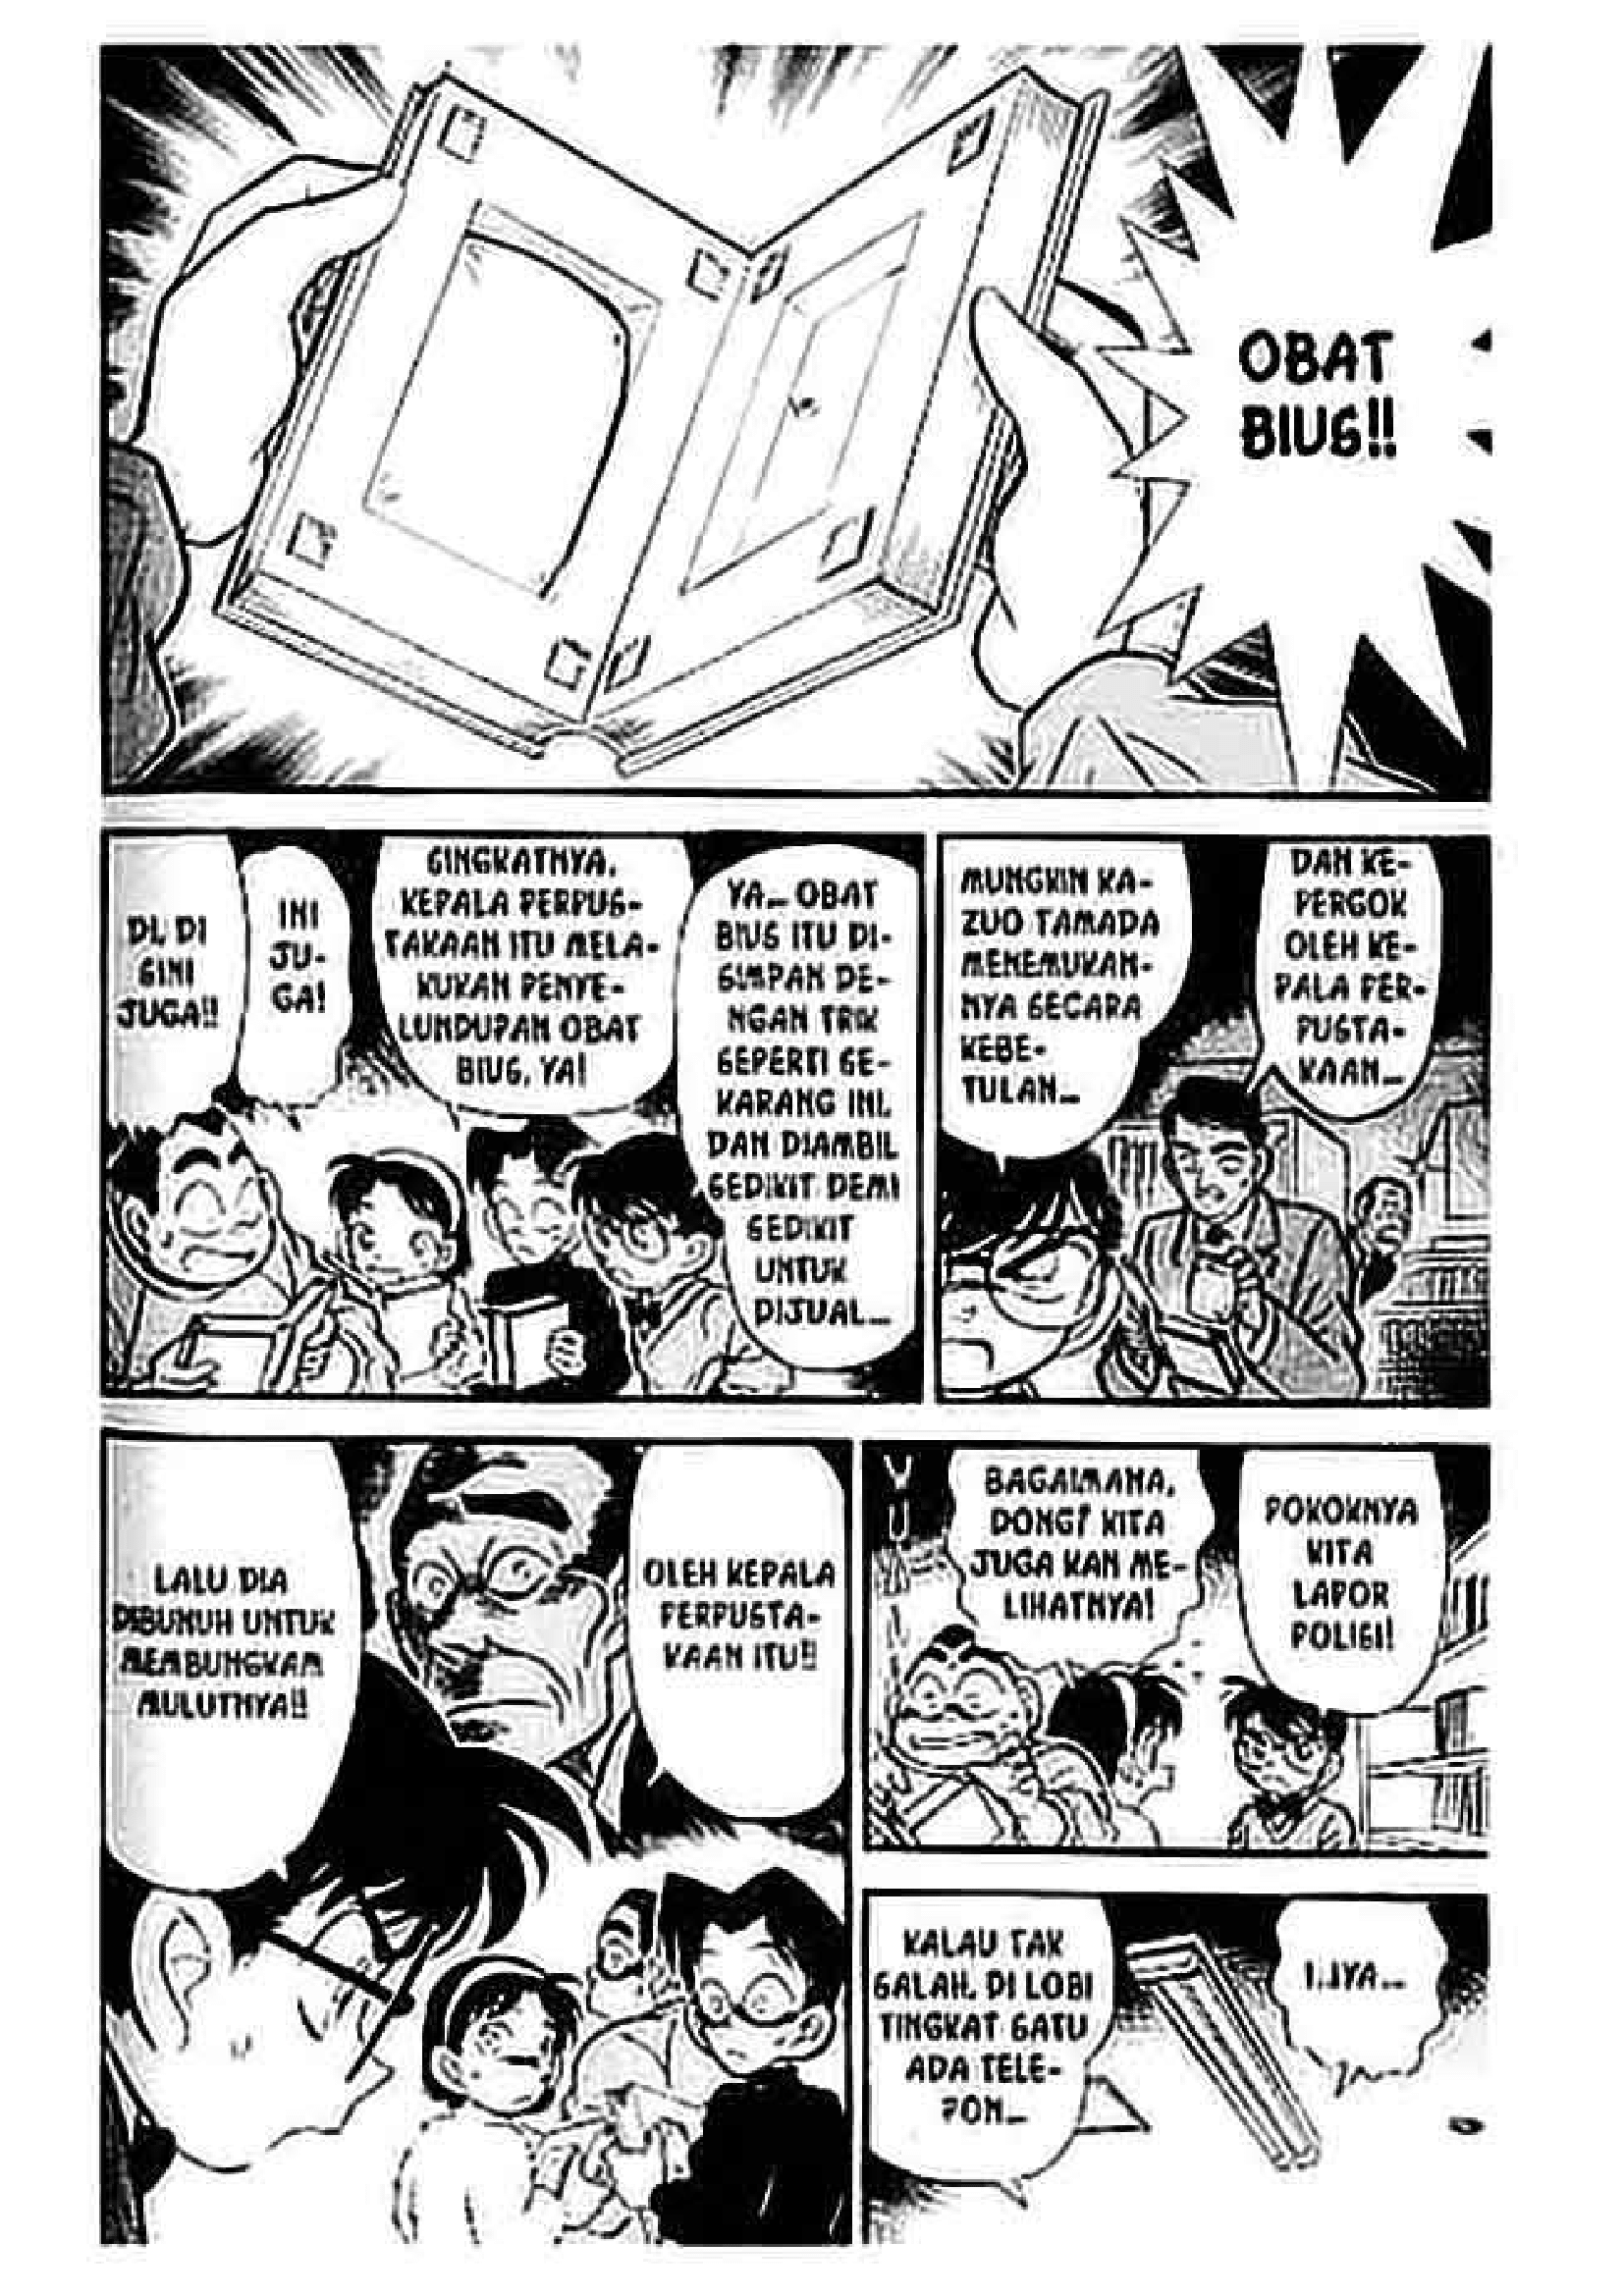 OBAT
BIUS!!
DI.. DI
SINI
JUGA!!
INI
JU-
GA!
SINGKATNYA,
KEPALA PERPUS-
TAKAAN ITU MELA-
KUKAN PENYE-
LUNDUPAN OBAT
BIUS, YA!
YA... OBAT
BIUS ITU DI-
SIMPAN DE-
NGAN TRIK
SEPERTI SE-
KARANG INI.
DAN DIAMBIL
SEDIKIT DEMI
SEDIKIT
UNTUK
DIJUAL...
MUNGKIN KA-
ZUO TAMADA
MENEMUKAN-
NYA SECARA
KEBE-
TULAN...
DAN KE-
PERGOK
OLEH KE-
PALA PER-
PUSTA-
KAAN...
LALU DIA
DIBUNUH UNTUK
MEMBUNGKAM
MULUTNYA!!
OLEH KEPALA
PERPUSTA-
KAAN ITU!!
BAGAIMANA,
DONG? KITA
JUGA KAN ME-
LIHATNYA!
POKOKNYA
KITA
LAPOR
POLISI!
KALAU TAK
SALAH, DI LOBI
TINGKAT SATU
ADA TELE-
PON...
I..IYA...